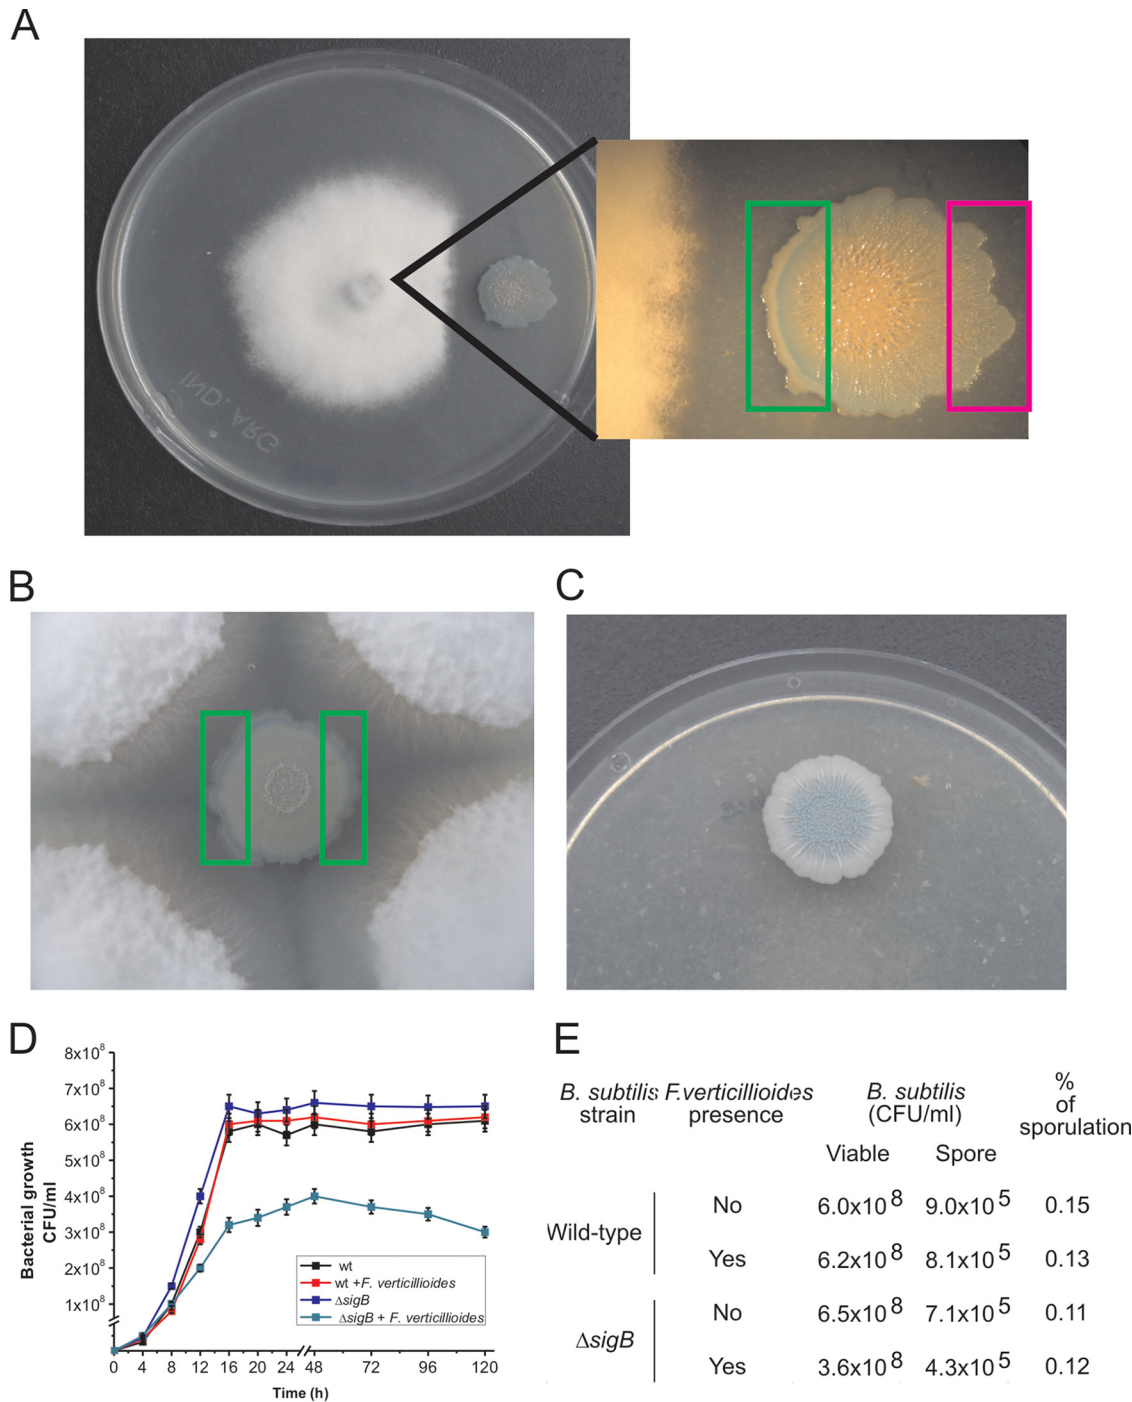 A
IND. ARG
B
C
D
8x10⁸
7x10⁸
6x10⁸
5x10⁸
4x10⁸
3x10⁸
2x10⁸
1x10⁸
Bacterial growth
CFU/ml
wt
wt +F. verticillioides
ΔsigB
ΔsigB + F. verticillioides
0 4 8 12 16 20 24 48 72 96 120
Time (h)
E
B. subtilis F.verticillioides B. subtilis %
strain presence (CFU/ml) of
sporulation
Viable Spore
Wild-type No 6.0x10⁸ 9.0x10⁵ 0.15
Yes 6.2x10⁸ 8.1x10⁵ 0.13
ΔsigB No 6.5x10⁸ 7.1x10⁵ 0.11
Yes 3.6x10⁸ 4.3x10⁵ 0.12